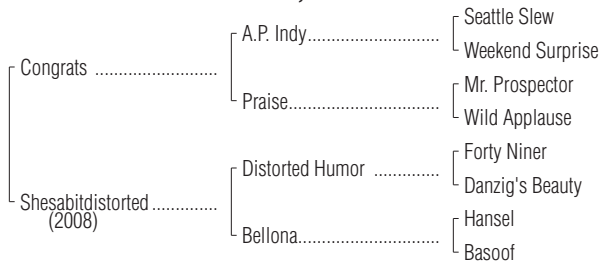 Seattle Slew
A.P. Indy..............................
Weekend Surprise
Congrats ..........................
Mr. Prospector
Praise..................................
Wild Applause
Forty Niner
Distorted Humor ..............
Danzig's Beauty
Shesabitdistorted..............
(2008)
Hansel
Bellona................................
Basoof